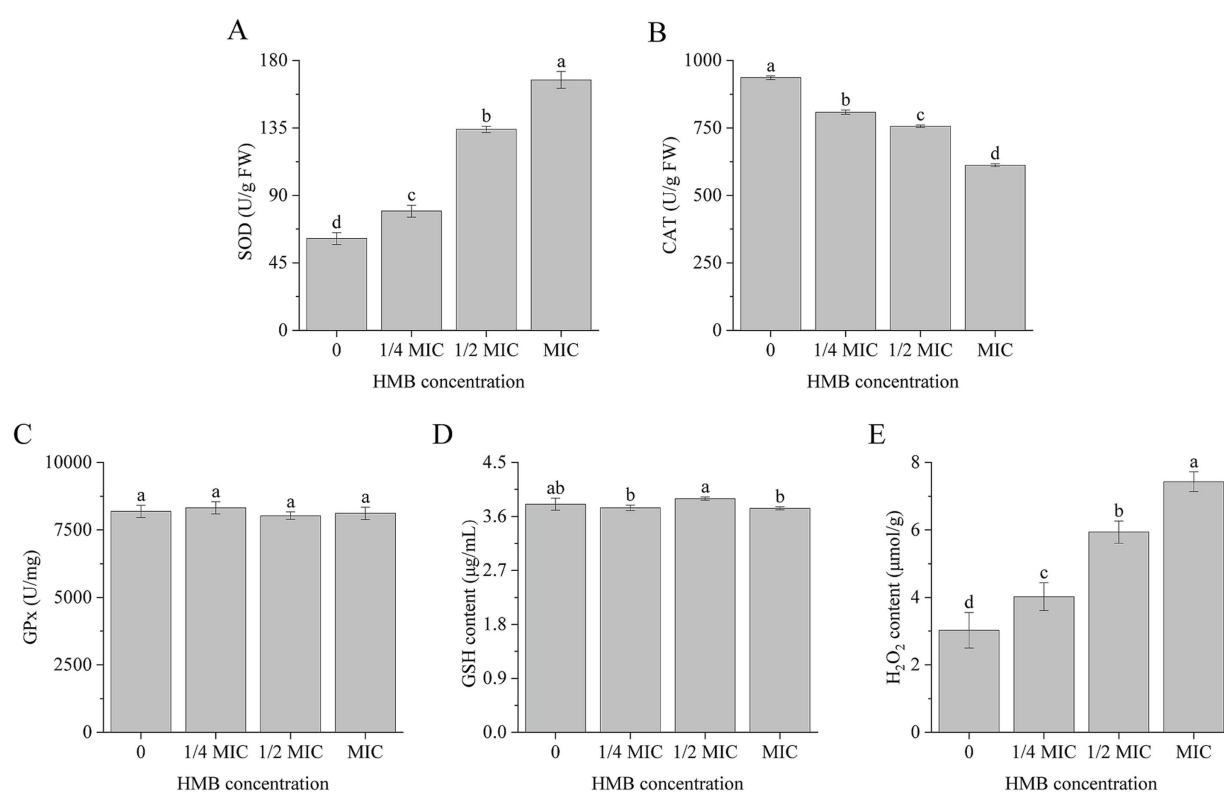 A
SOD (U/g FW)
180
135
90
45
0
d
c
b
a
0 1/4 MIC 1/2 MIC MIC
HMB concentration
B
CAT (U/g FW)
1000
750
500
250
0
a
b
c
d
0 1/4 MIC 1/2 MIC MIC
HMB concentration
C
GPx (U/mg)
10000
7500
5000
2500
0
a
a
a
a
0 1/4 MIC 1/2 MIC MIC
HMB concentration
D
GSH content (μg/mL)
4.5
3.6
2.7
1.8
0.9
0.0
ab
b
a
b
0 1/4 MIC 1/2 MIC MIC
HMB concentration
E
H₂O₂ content (μmol/g)
8
6
4
2
0
d
c
b
a
0 1/4 MIC 1/2 MIC MIC
HMB concentration